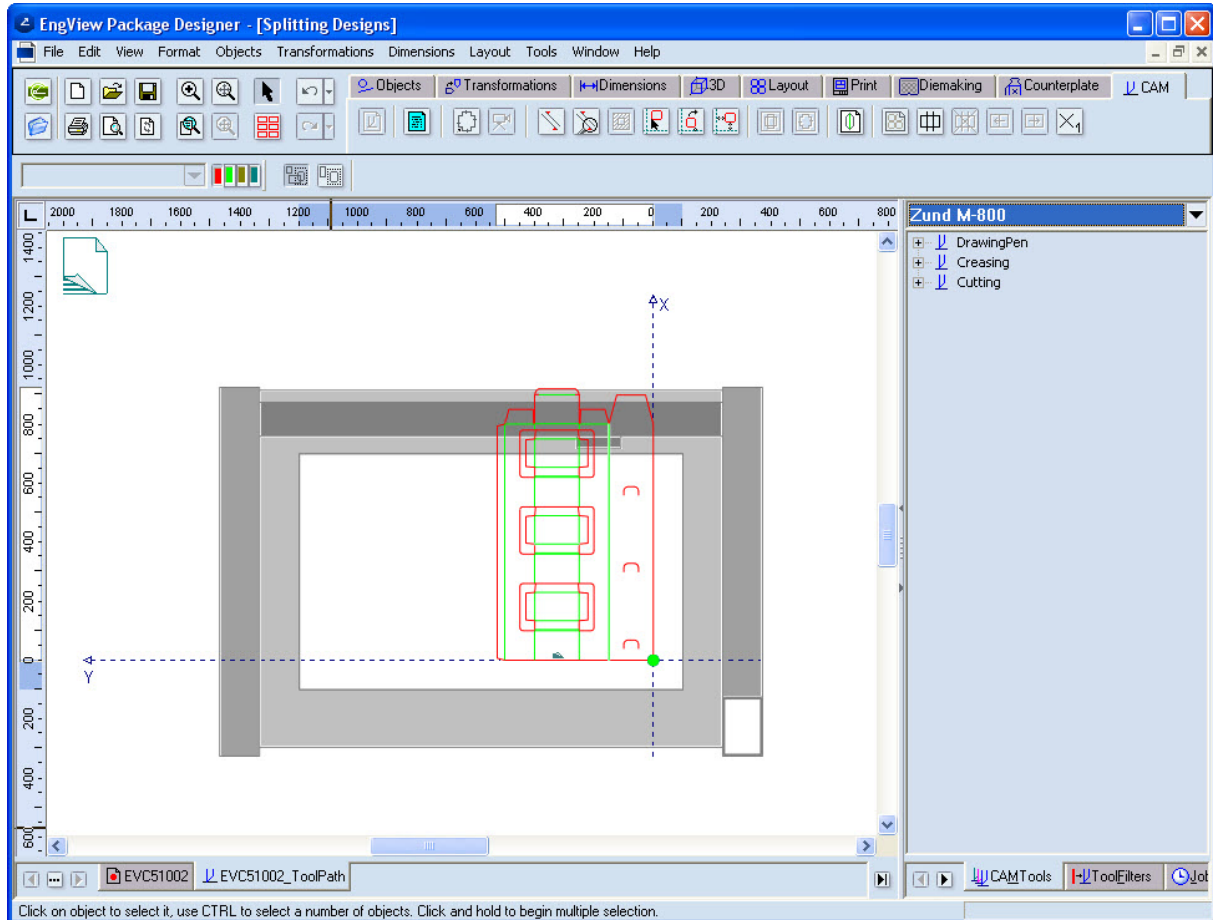 EngView Package Designer - [Splitting Designs]
File Edit View Format Objects Transformations Dimensions Layout Tools Window Help
Objects Transformations Dimensions 3D Layout Print Diemaking Counterplate CAM
2000 1800 1600 1400 1200 1000 800 600 400 200 0 200 400 600 800
Zund M-800
DrawingPen
Creasing
Cutting
1400
1200
1000
800
600
400
200
0
200
400
600
X
Y
EVC51002 EVC51002_ToolPath
CAMTools ToolFilters Job
Click on object to select it, use CTRL to select a number of objects. Click and hold to begin multiple selection.